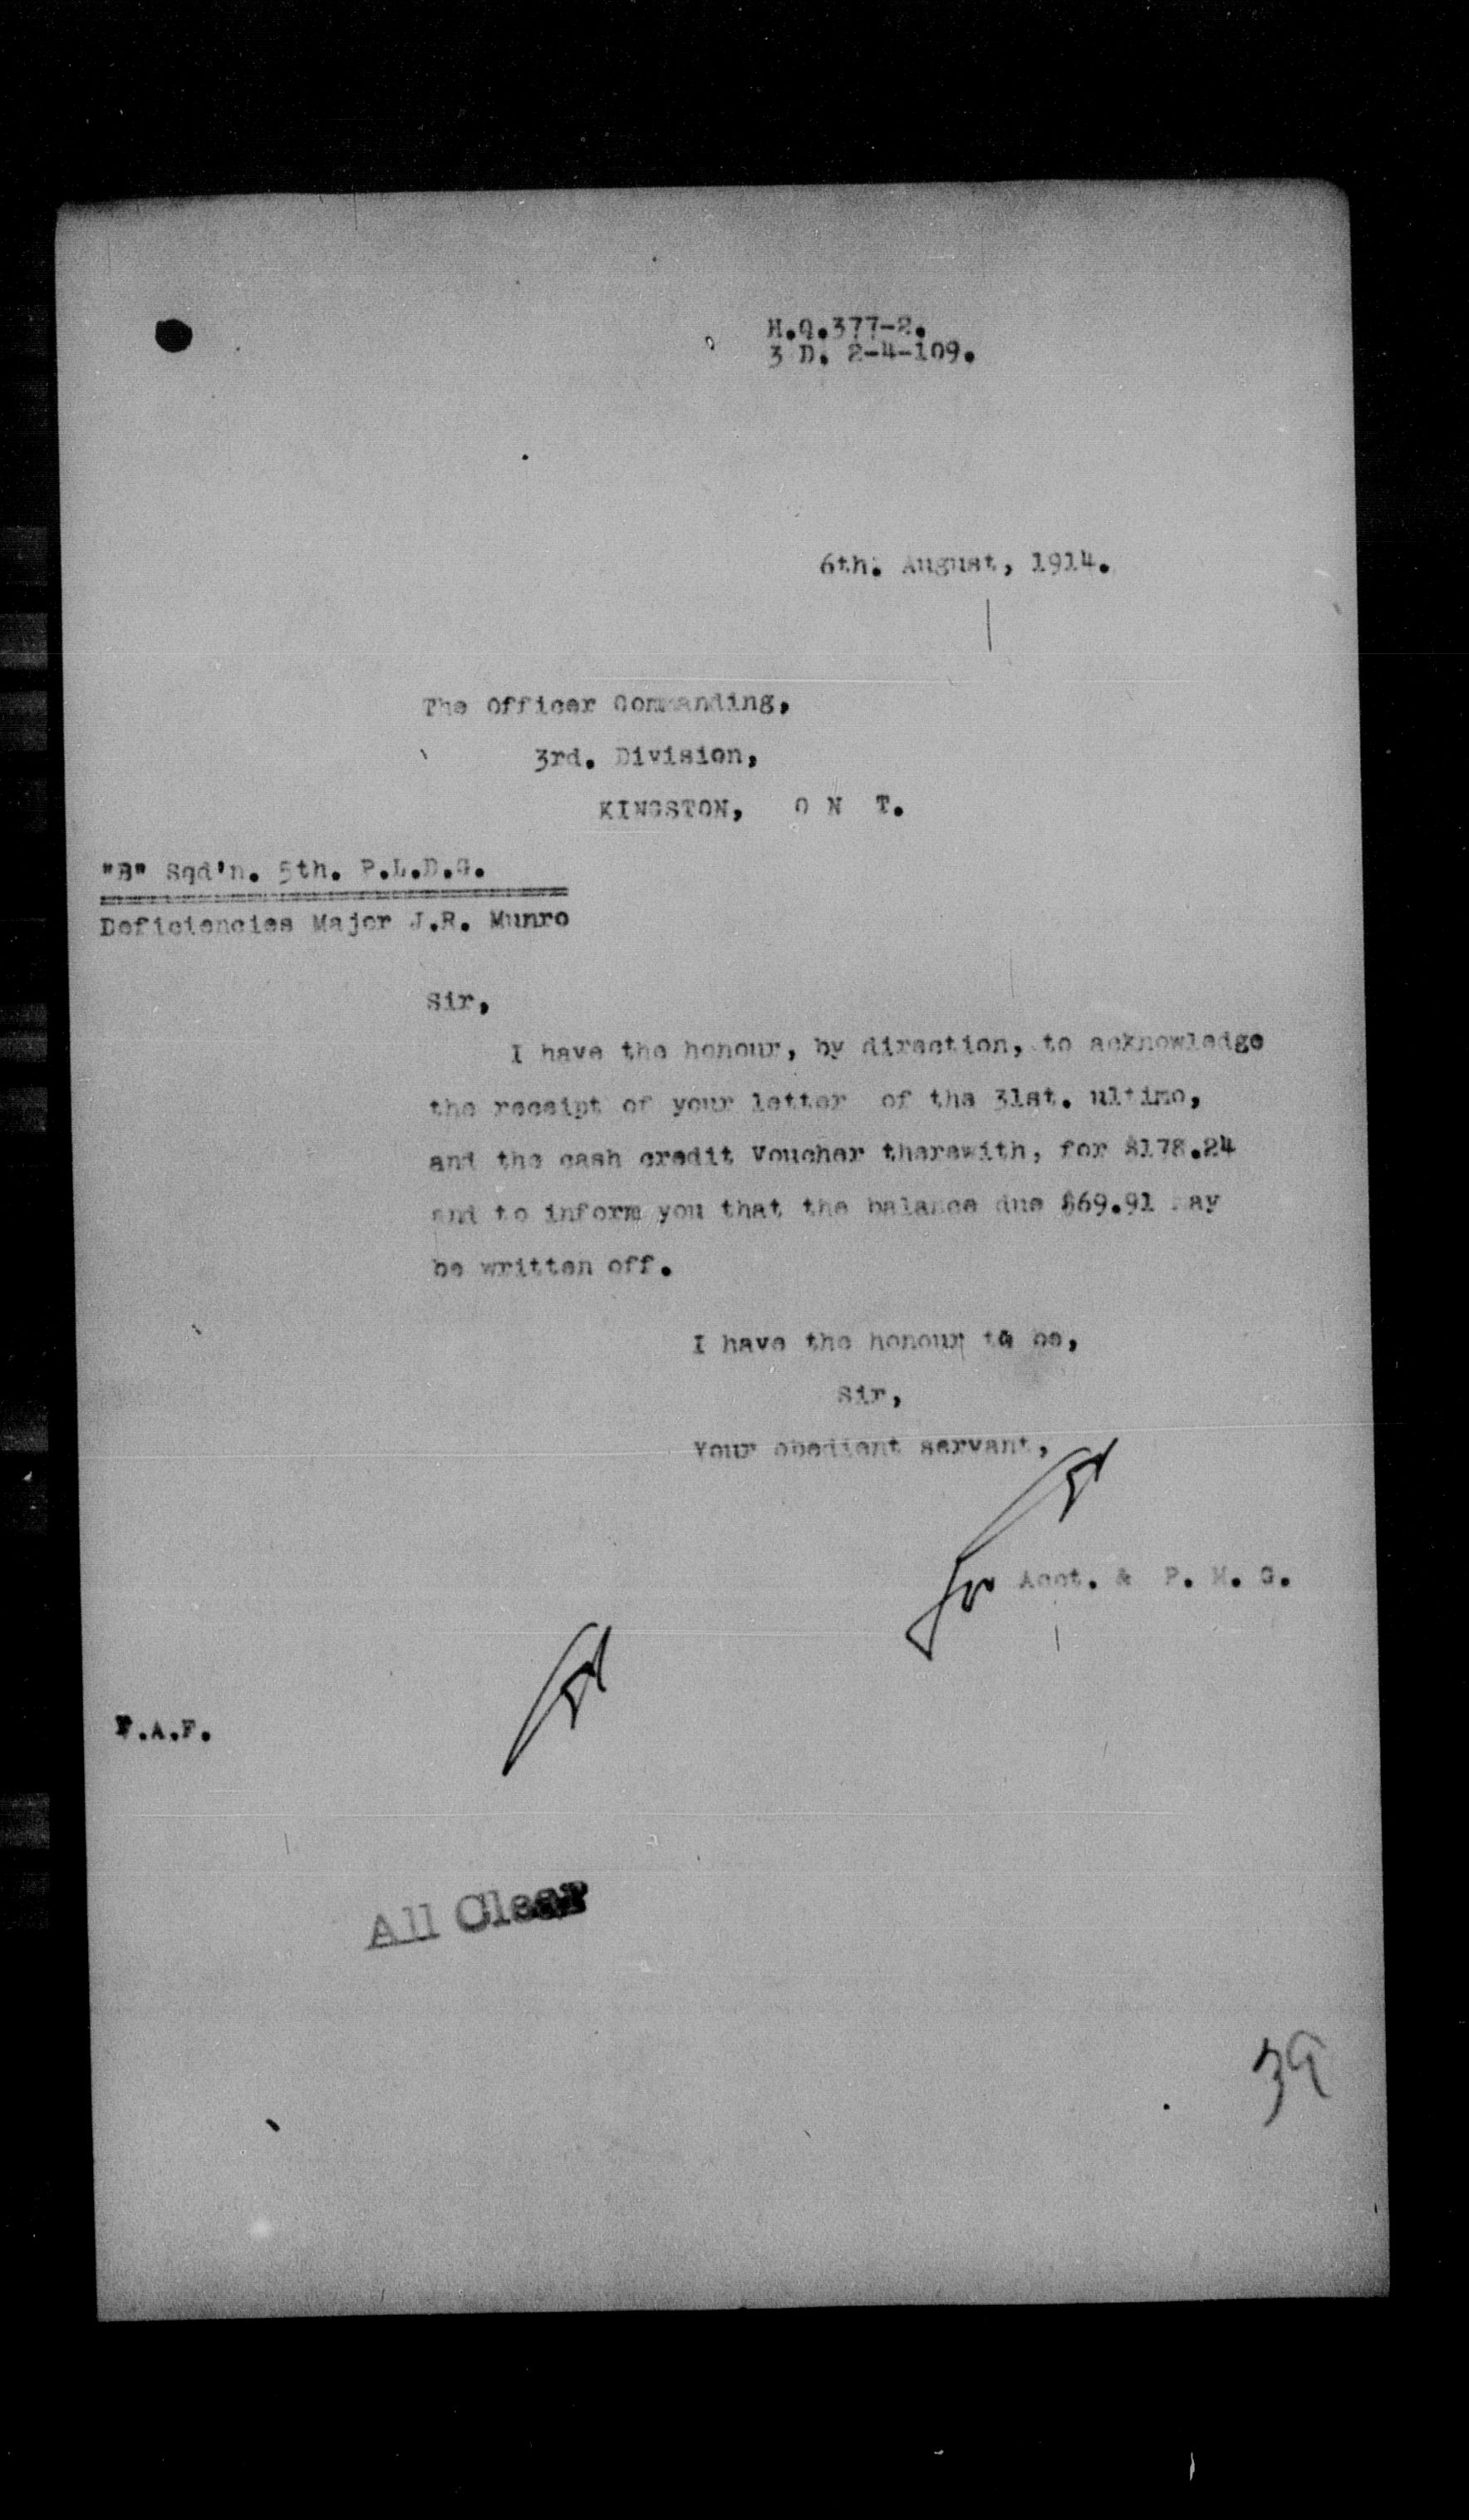 H.Q.377-2.
3 D. 2-4-109.
6th. August, 1914.
The Officer Commanding,
3rd. Division,
KINGSTON, O N T.
"B" Sqd'n. 5th. P.L.D.G.
Deficiencies Major J.R. Munro
Sir,
I have the honour, by direction, to acknowledge
the receipt of your letter of the 31st. ultimo,
and the cash credit Voucher therewith, for $178.24
and to inform you that the balance due $69.91 may
be written off.
I have the honour to be,
Sir,
Your obedient servant,
for Acct. & P. M. G.
F.A.F.
All Clear
39